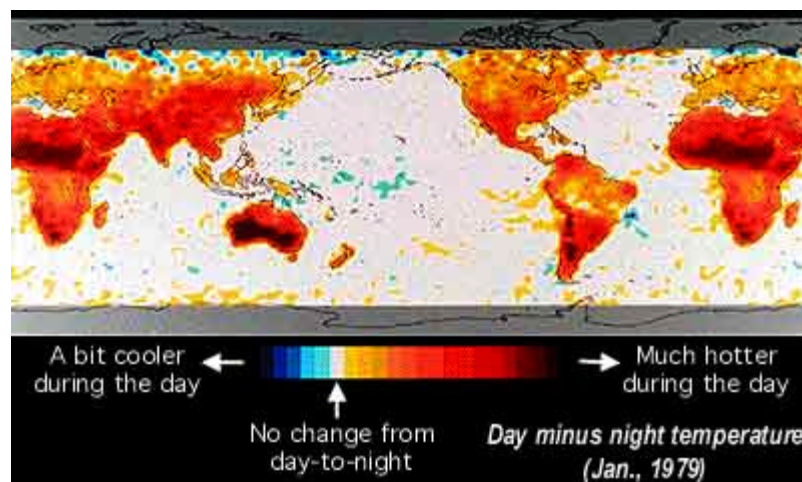 A bit cooler
during the day
Much hotter
during the day
No change from
day-to-night
Day minus night temperature
(Jan., 1979)